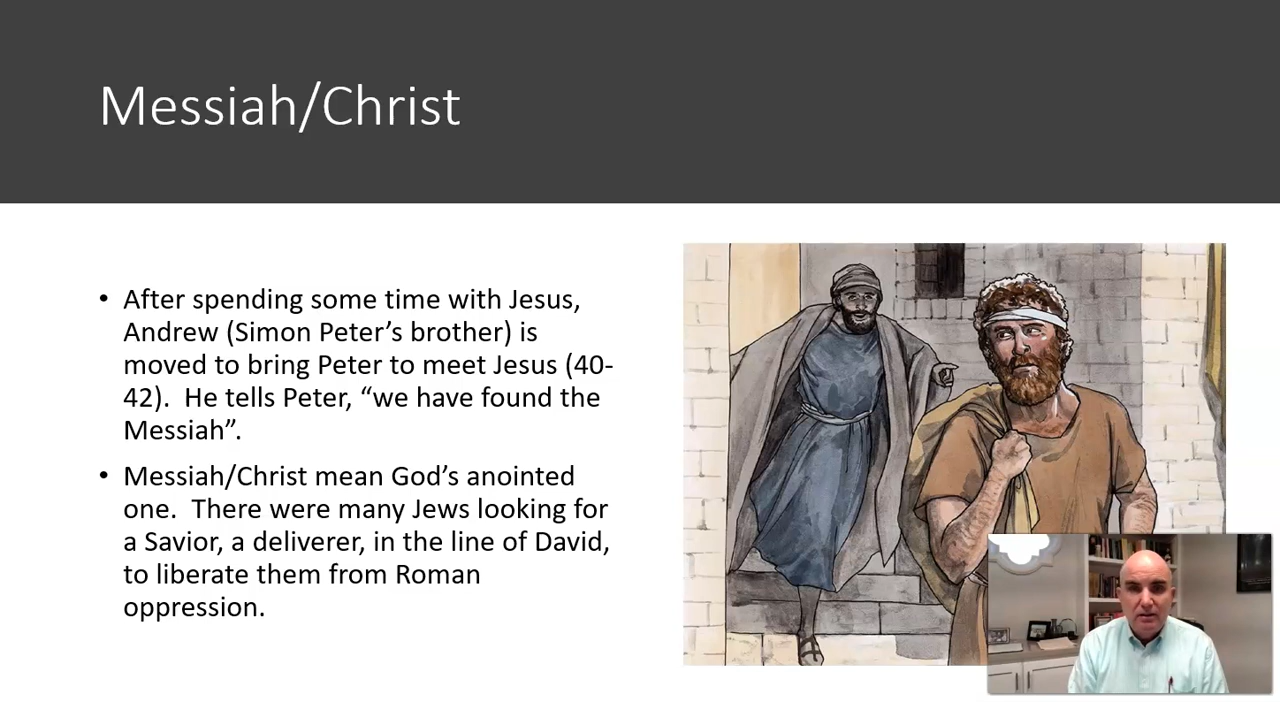 Messiah/Christ
• After spending some time with Jesus,
Andrew (Simon Peter’s brother) is
moved to bring Peter to meet Jesus (40-
42).  He tells Peter, “we have found the
Messiah”.
• Messiah/Christ mean God’s anointed
one.  There were many Jews looking for
a Savior, a deliverer, in the line of David,
to liberate them from Roman
oppression.